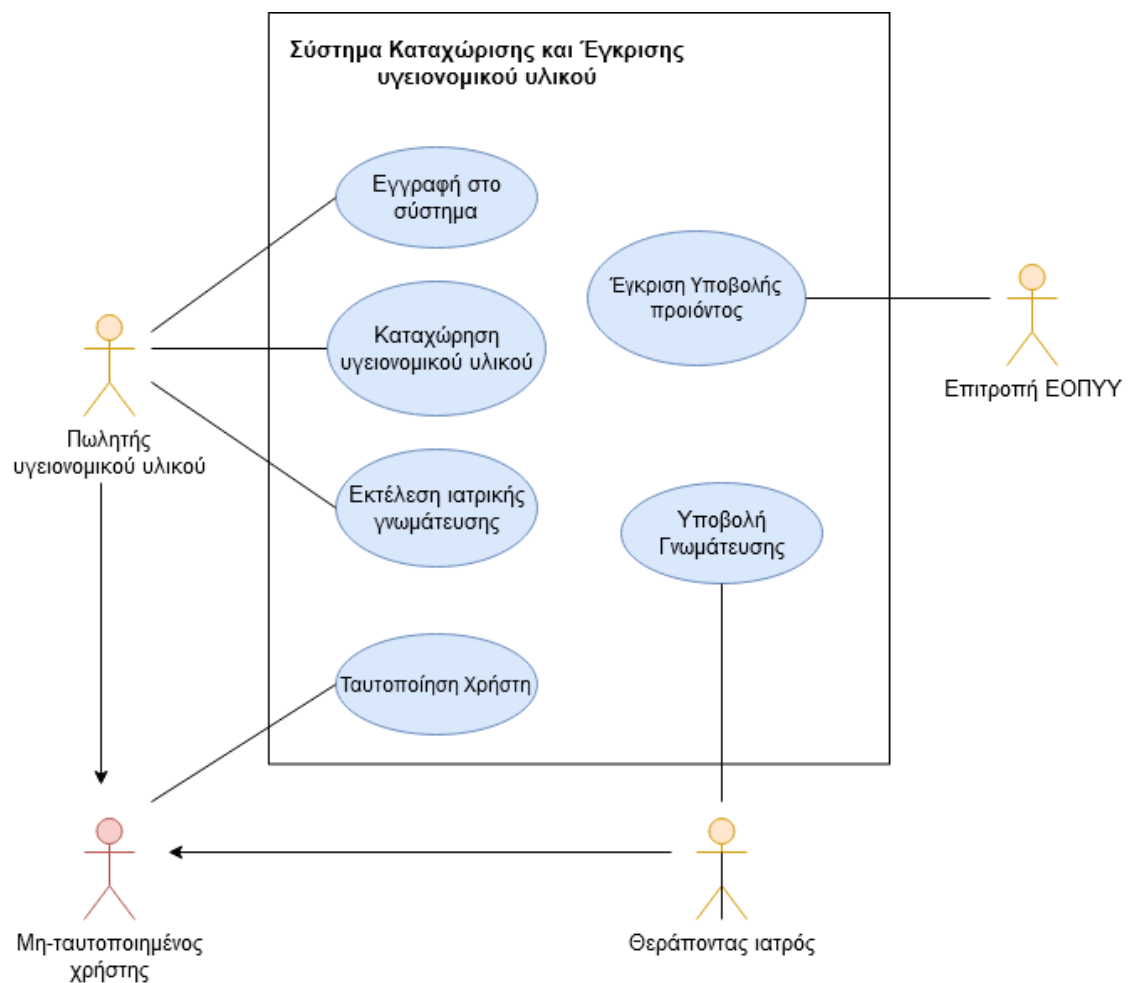 Σύστημα Καταχώρισης και Έγκρισης
υγειονομικού υλικού
Εγγραφή στο
σύστημα
Έγκριση Υποβολής
προιόντος
Καταχώρηση
υγειονομικού υλικού
Επιτροπή ΕΟΠΥΥ
Πωλητής
υγειονομικού υλικού
Εκτέλεση ιατρικής
γνωμάτευσης
Υποβολή
Γνωμάτευσης
Ταυτοποίηση Χρήστη
Μη-ταυτοποιημένος
χρήστης
Θεράποντας ιατρός